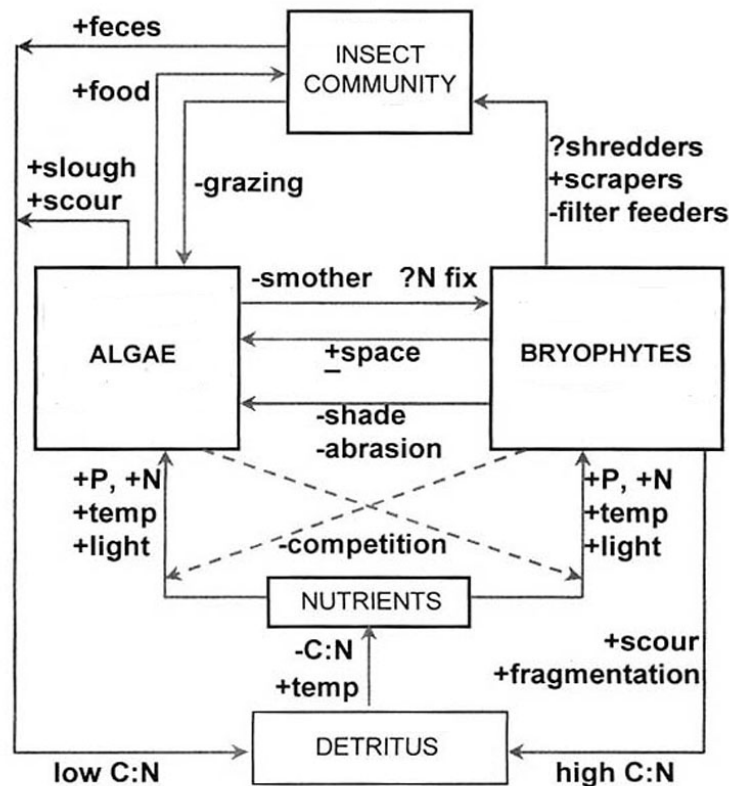 +feces
INSECT
COMMUNITY
+food
?shredders
+scrapers
-filter feeders
+slough
+scour
-grazing
-smother ?N fix
ALGAE
BRYOPHYTES
+space
-shade
-abrasion
+P, +N
+temp
+light
+P, +N
+temp
+light
-competition
NUTRIENTS
-C:N
+temp
+scour
+fragmentation
DETRITUS
low C:N
high C:N